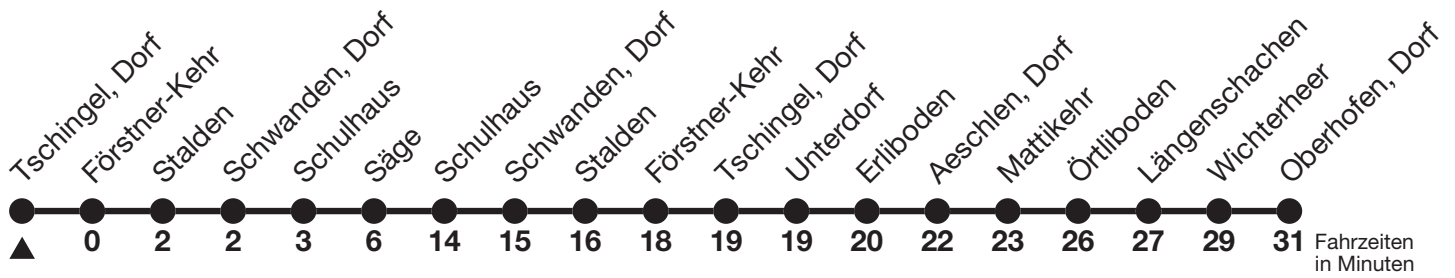 Tschingel, Dorf
Förstner-Kehr
Stalden
Schwanden, Dorf
Schulhaus
Säge
Schulhaus
Schwanden, Dorf
Stalden
Förstner-Kehr
Tschingel, Dorf
Unterdorf
Erliboden
Aeschlen, Dorf
Mattikehr
Örtliboden
Längenschachen
Wichterheer
Oberhofen, Dorf
0 2 2 3 6 14 15 16 18 19 19 20 22 23 26 27 29 31
Fahrzeiten
in Minuten